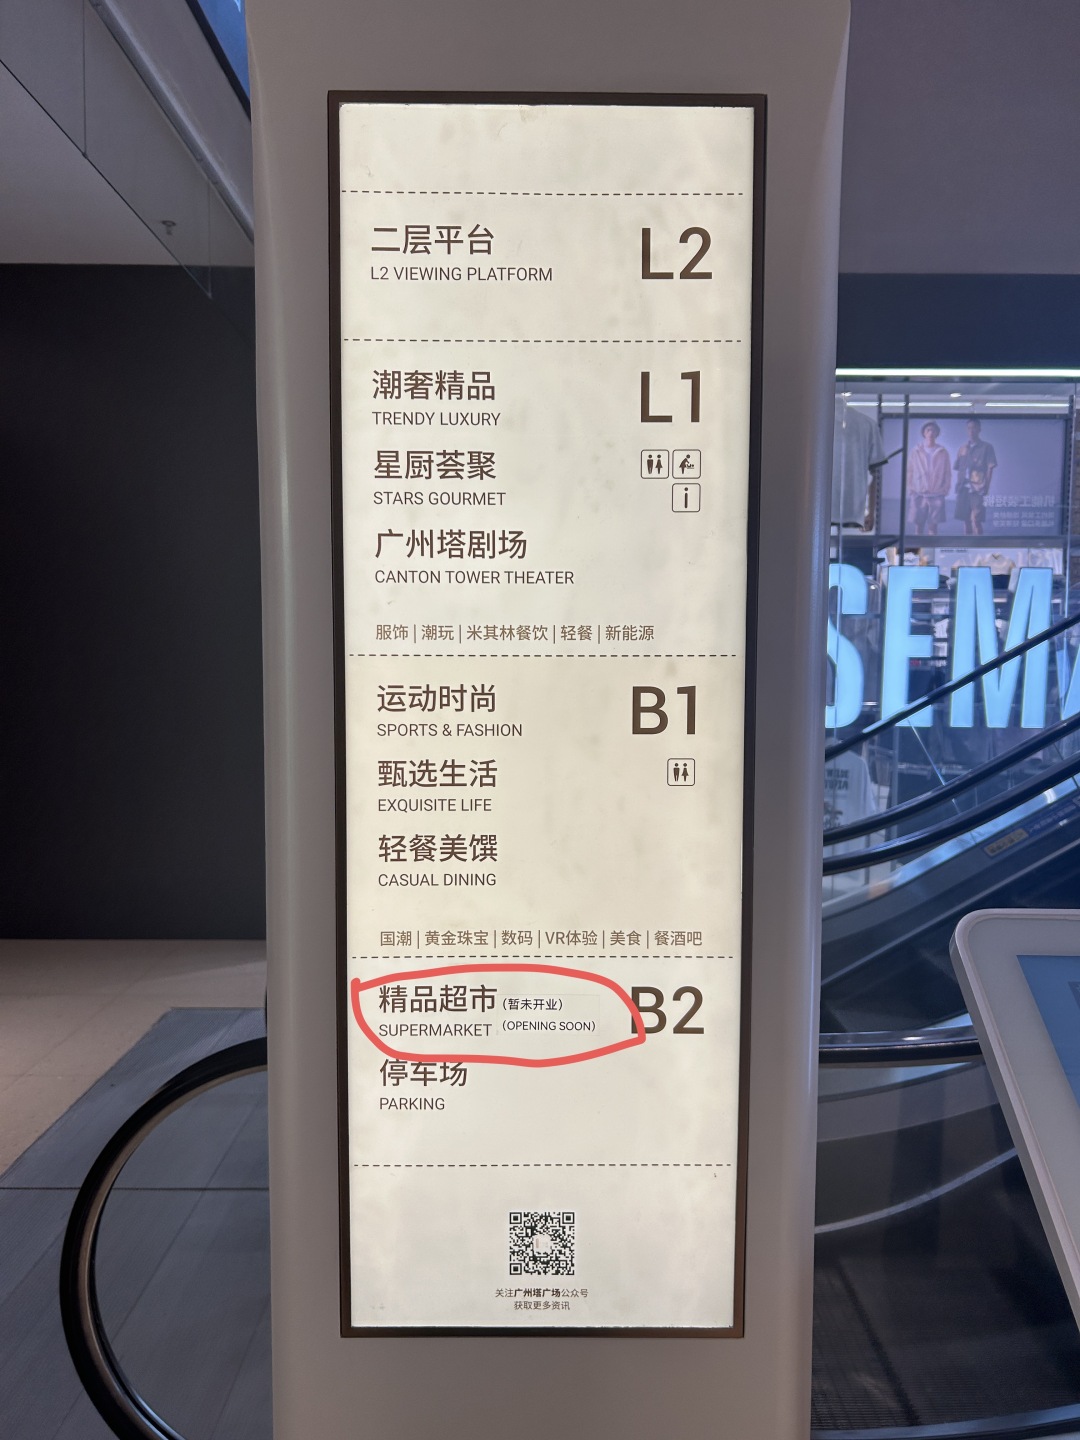 二层平台 L2
L2 VIEWING PLATFORM
潮奢精品 L1
TRENDY LUXURY
星厨荟聚
STARS GOURMET
i
广州塔剧场
CANTON TOWER THEATER
服饰 | 潮玩 | 米其林餐饮 | 轻餐 | 新能源
运动时尚 B1
SPORTS & FASHION
甄选生活
EXQUISITE LIFE
轻餐美馔
CASUAL DINING
国潮 | 黄金珠宝 | 数码 | VR体验 | 美食 | 餐酒吧
精品超市 (暂未开业) B2
SUPERMARKET (OPENING SOON)
停车场
PARKING
关注广州塔广场公众号
获取更多资讯
SEM